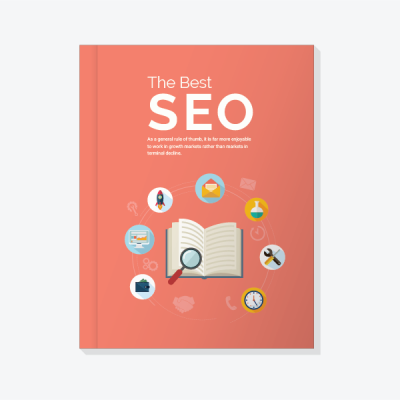 The Best
SEO
As a general rule of thumb, it is far more enjoyable
to work in growth markets rather than markets in
terminal decline.